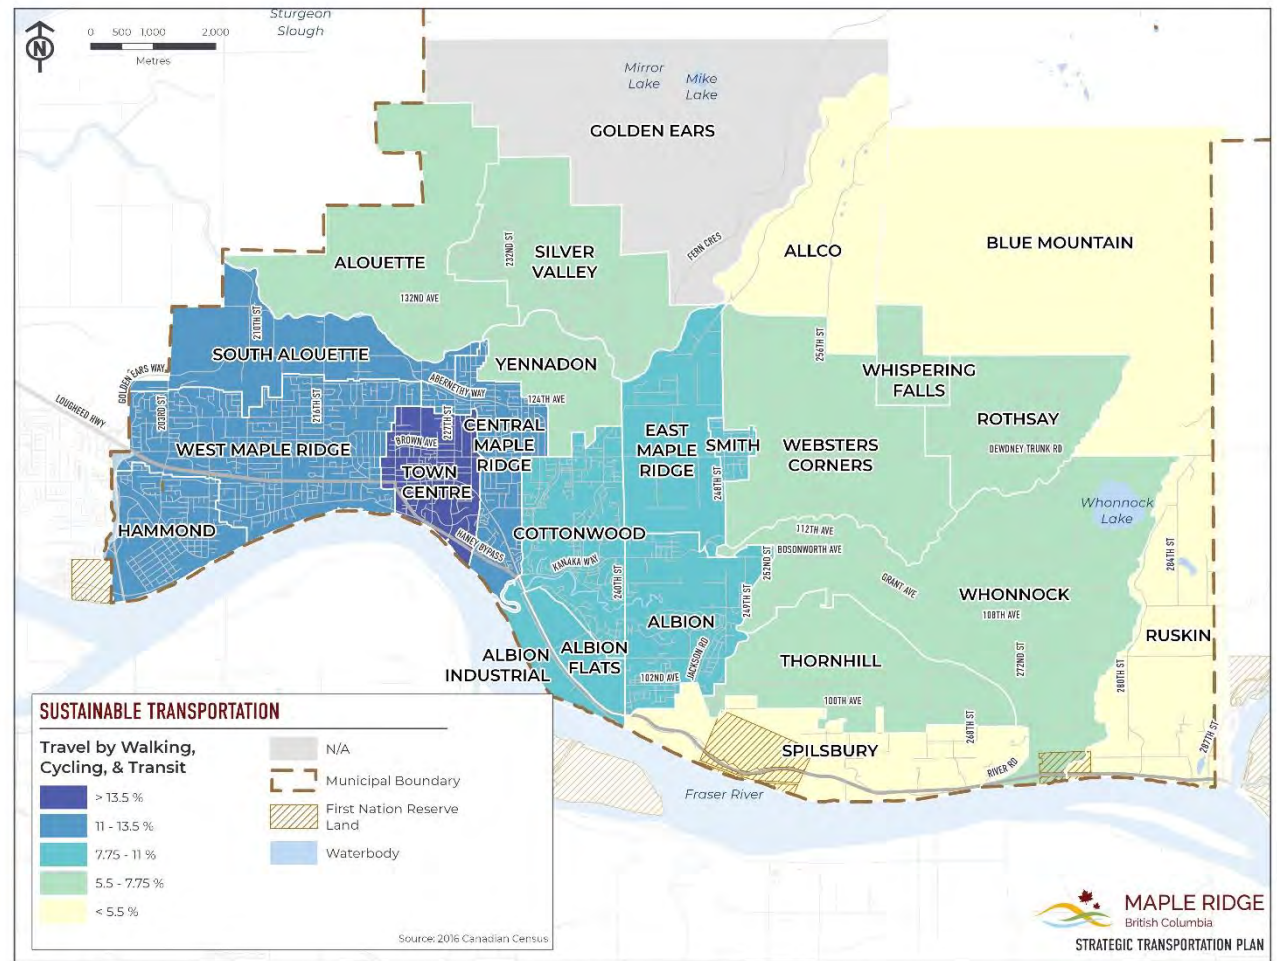 Sturgeon
Slough
N
0 500 1,000 2,000
Metres
Mirror
Lake
Mike
Lake
GOLDEN EARS
FERN CRES
ALLCO
BLUE MOUNTAIN
ALOUETTE
232ND ST
SILVER
VALLEY
132ND AVE
210TH ST
SOUTH ALOUETTE
YENNADON
256TH ST
WHISPERING
FALLS
GOLDEN EARS WAY
ABERNETHY WAY
124TH AVE
LOUGHEED HWY
203RD ST
216TH ST
227TH ST
BROWN AVE
CENTRAL
MAPLE
RIDGE
WEST MAPLE RIDGE
TOWN
CENTRE
EAST
MAPLE
RIDGE
SMITH
248TH ST
WEBSTERS
CORNERS
ROTHSAY
DEWDNEY TRUNK RD
Whonnock
Lake
HAMMOND
HANEY BYPASS
COTTONWOOD
KANAKA WAY
240TH ST
112TH AVE
BOSONWORTH AVE
252ND ST
249TH ST
GRANT AVE
284TH ST
WHONNOCK
108TH AVE
ALBION
RUSKIN
ALBION
INDUSTRIAL
ALBION
FLATS
JACKSON RD
102ND AVE
THORNHILL
272ND ST
280TH ST
100TH AVE
268TH ST
287TH ST
SPILSBURY
RIVER RD
Fraser River
SUSTAINABLE TRANSPORTATION
Travel by Walking,
Cycling, & Transit
> 13.5 %
11 - 13.5 %
7.75 - 11 %
5.5 - 7.75 %
< 5.5 %
N/A
Municipal Boundary
First Nation Reserve
Land
Waterbody
Source: 2016 Canadian Census
MAPLE RIDGE
British Columbia
STRATEGIC TRANSPORTATION PLAN